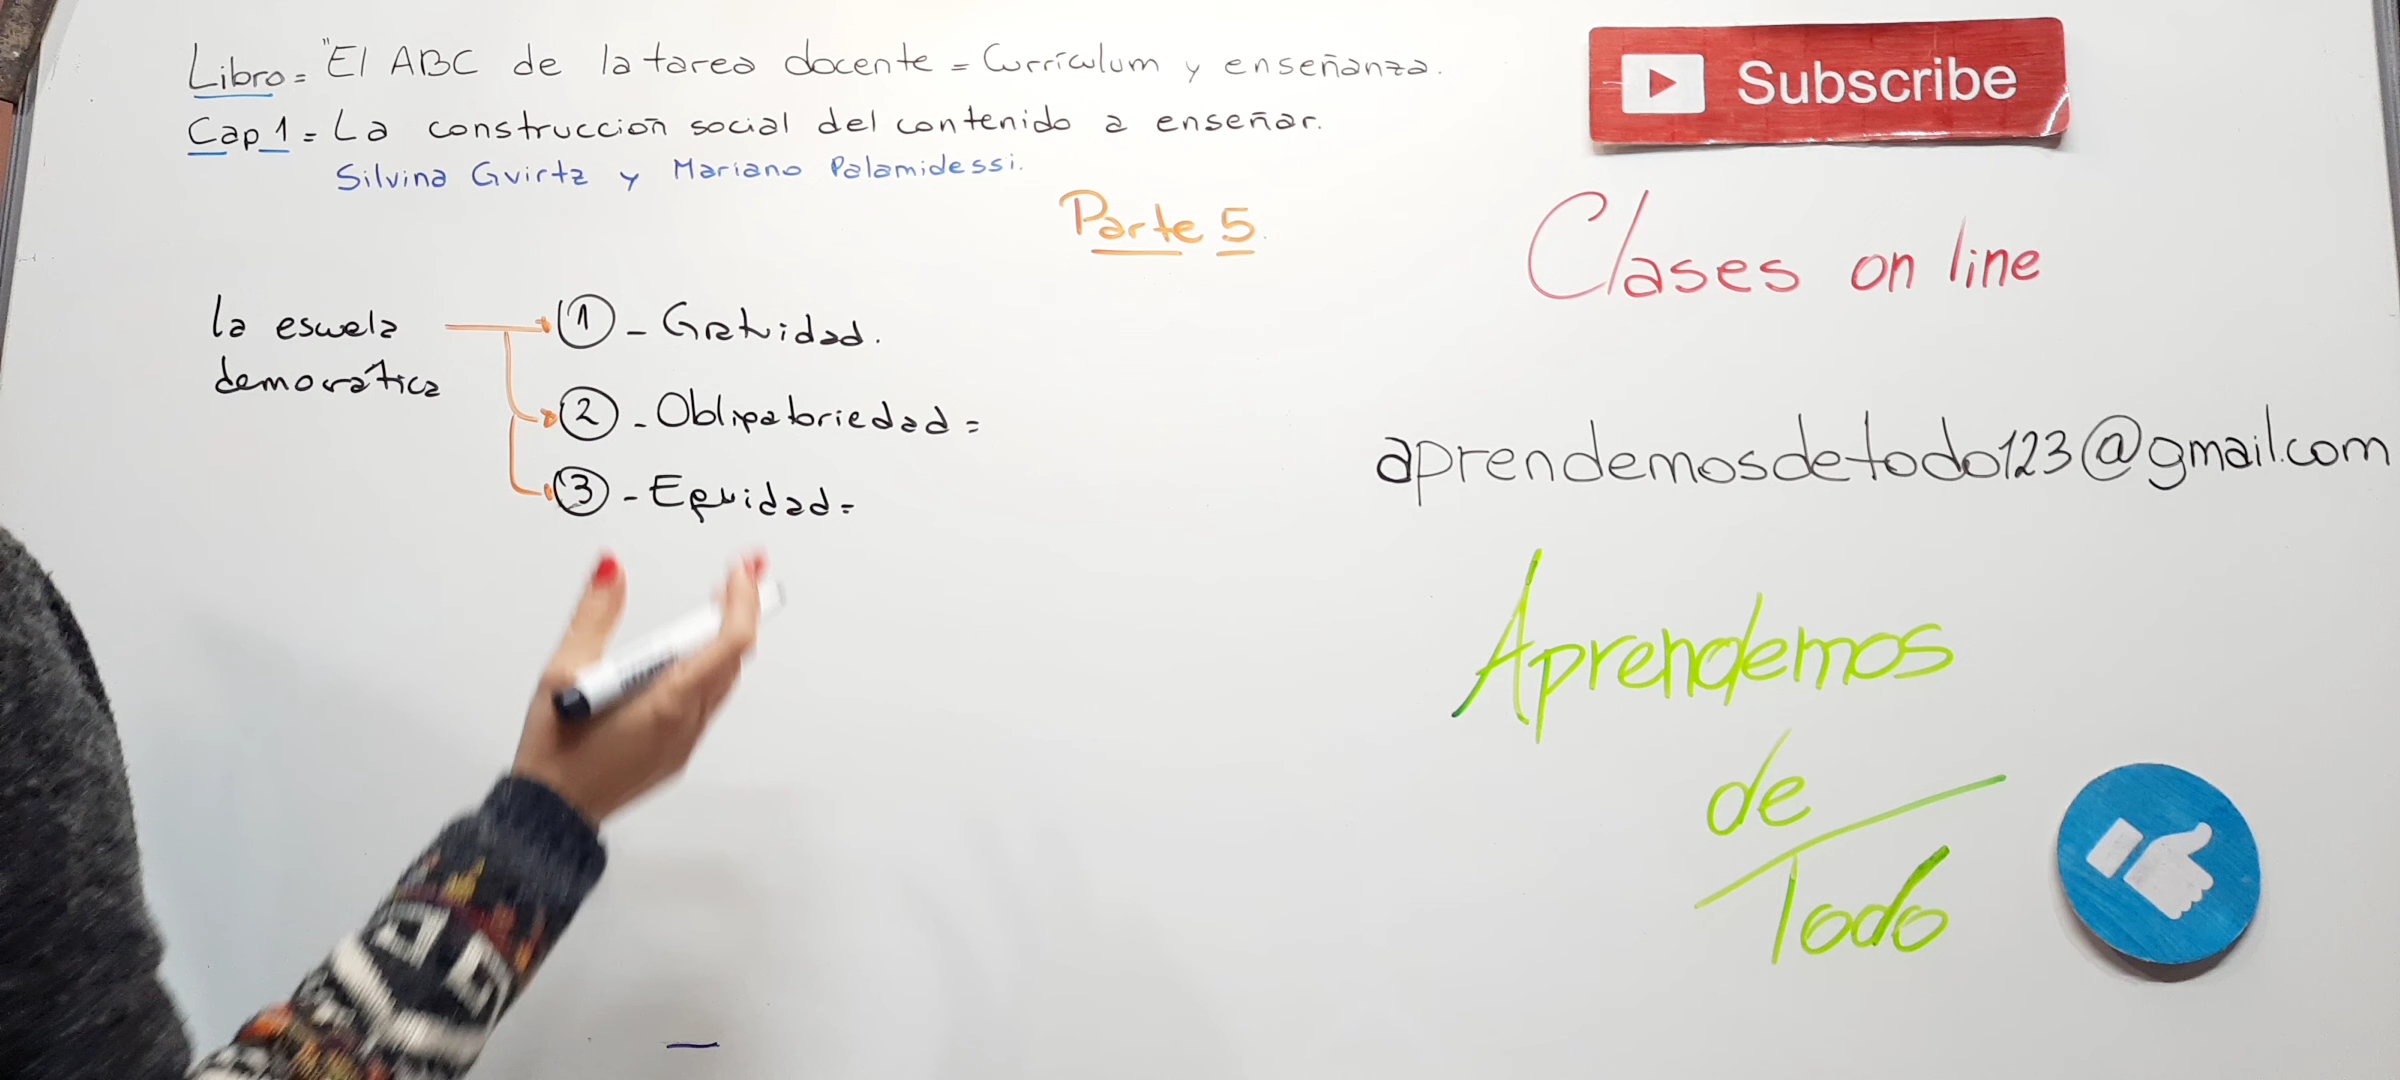 Libro = "El ABC de la tarea docente = Currículum y enseñanza.
Cap 1 = La construcción social del contenido a enseñar.
Silvina Gvirtz y Mariano Palamidessi.
Parte 5.
la escuela
democrática
1 - Gratuidad.
2 - Obligatoriedad =
3 - Equidad =
Subscribe
Clases on line
aprendemosdetodo123@gmail.com
Aprendemos
de
Todo